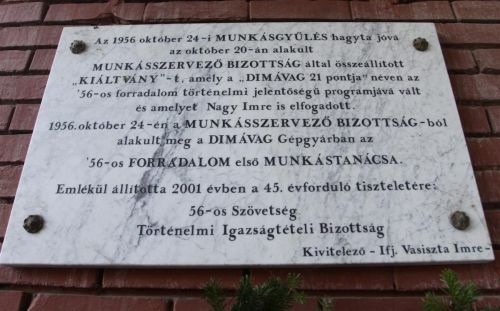 Az 1956 október 24-i MUNKÁSGYŰLÉS hagyta jóvá
az október 20-án alakult
MUNKÁSSZERVEZŐ BIZOTTSÁG által összeállított
„KIÁLTVÁNY"-t, amely a „DIMÁVAG 21 pontja" néven az
'56-os forradalom történelmi jelentőségű programjává vált
és amelyet Nagy Imre is elfogadott.
1956.október 24-én a MUNKÁSSZERVEZŐ BIZOTTSÁG-ból
alakult meg a DIMÁVAG Gépgyárban az
'56-os FORRADALOM első MUNKÁSTANÁCSA.
Emlékül állította 2001 évben a 45. évforduló tiszteletére:
56-os Szövetség
Történelmi Igazságtételi Bizottság
Kivitelező - Ifj. Vasiszta Imre-